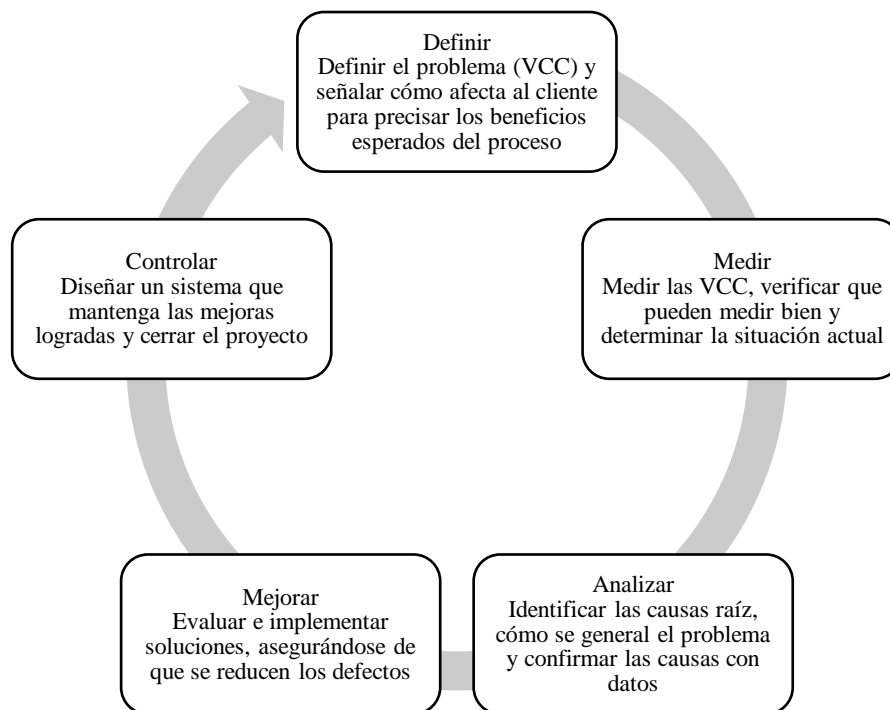 Definir
Definir el problema (VCC) y
señalar cómo afecta al cliente
para precisar los beneficios
esperados del proceso
Medir
Medir las VCC, verificar que
pueden medir bien y
determinar la situación actual
Analizar
Identificar las causas raíz,
cómo se general el problema
y confirmar las causas con
datos
Mejorar
Evaluar e implementar
soluciones, asegurándose de
que se reducen los defectos
Controlar
Diseñar un sistema que
mantenga las mejoras
logradas y cerrar el proyecto